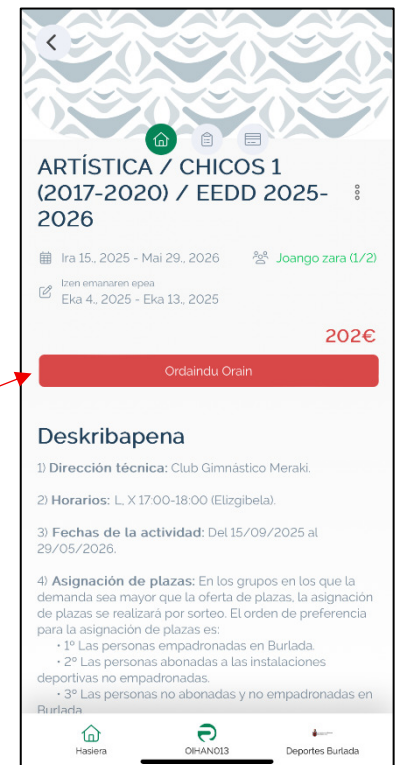 ARTÍSTICA / CHICOS 1
(2017-2020) / EEDD 2025-
2026
Ira 15., 2025 - Mai 29., 2026
Joango zara (1/2)
Izen emanaren epea
Eka 4., 2025 - Eka 13., 2025
202€
Ordaindu Orain
Deskribapena
1) Dirección técnica: Club Gimnástico Meraki.
2) Horarios: L, X 17:00-18:00 (Elizgibela).
3) Fechas de la actividad: Del 15/09/2025 al
29/05/2026.
4) Asignación de plazas: En los grupos en los que la
demanda sea mayor que la oferta de plazas, la asignación
de plazas se realizará por sorteo. El orden de preferencia
para la asignación de plazas es:
• 1º Las personas empadronadas en Burlada.
• 2º Las personas abonadas a las instalaciones
deportivas no empadronadas.
• 3º Las personas no abonadas y no empadronadas en
Burlada
Hasiera
OIHAN013
Deportes Burlada